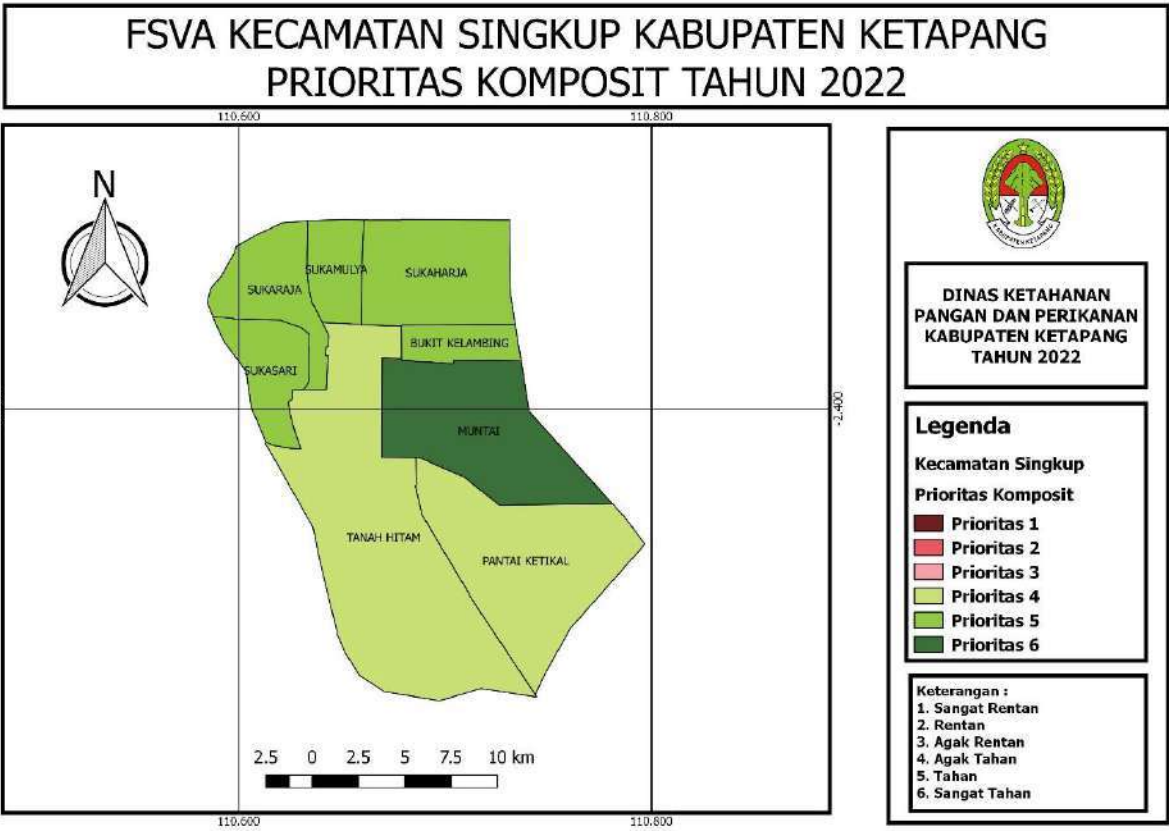 FSVA KECAMATAN SINGKUP KABUPATEN KETAPANG
PRIORITAS KOMPOSIT TAHUN 2022
110.600
110.800
N
SUKARAJA
SUKAMULYA
SUKAHARJA
SUKASARI
BUKIT KELAMBING
MUNTAI
TANAH HITAM
PANTAI KETIKAL
-2.400
2.5 0 2.5 5 7.5 10 km
110.600
110.800
KABUPATEN KETAPANG
DINAS KETAHANAN
PANGAN DAN PERIKANAN
KABUPATEN KETAPANG
TAHUN 2022
Legenda
Kecamatan Singkup
Prioritas Komposit
Prioritas 1
Prioritas 2
Prioritas 3
Prioritas 4
Prioritas 5
Prioritas 6
Keterangan :
1. Sangat Rentan
2. Rentan
3. Agak Rentan
4. Agak Tahan
5. Tahan
6. Sangat Tahan